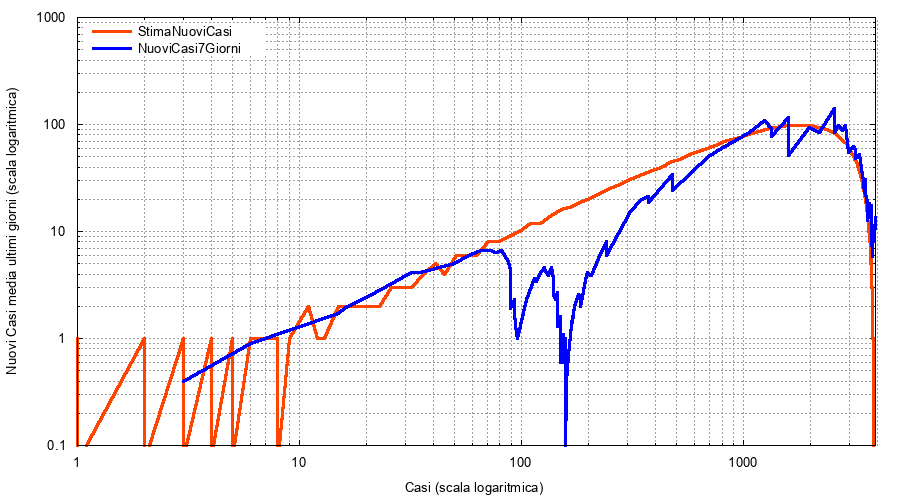 1000
StimaNuoviCasi
NuoviCasi7Giorni
100
10
1
0.1
Nuovi Casi media ultimi giorni (scala logaritmica)
1
10
100
1000
Casi (scala logaritmica)